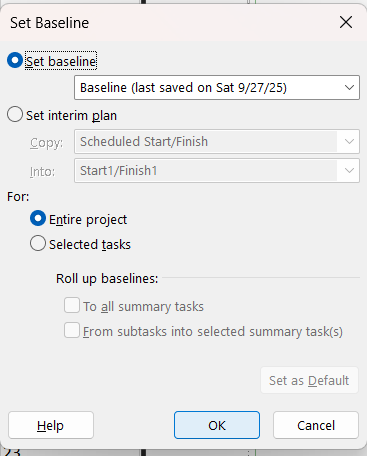 Set Baseline
Set baseline
Baseline (last saved on Sat 9/27/25)
Set interim plan
Copy: Scheduled Start/Finish
Into: Start1/Finish1
For:
Entire project
Selected tasks
Roll up baselines:
To all summary tasks
From subtasks into selected summary task(s)
Set as Default
Help OK Cancel
23